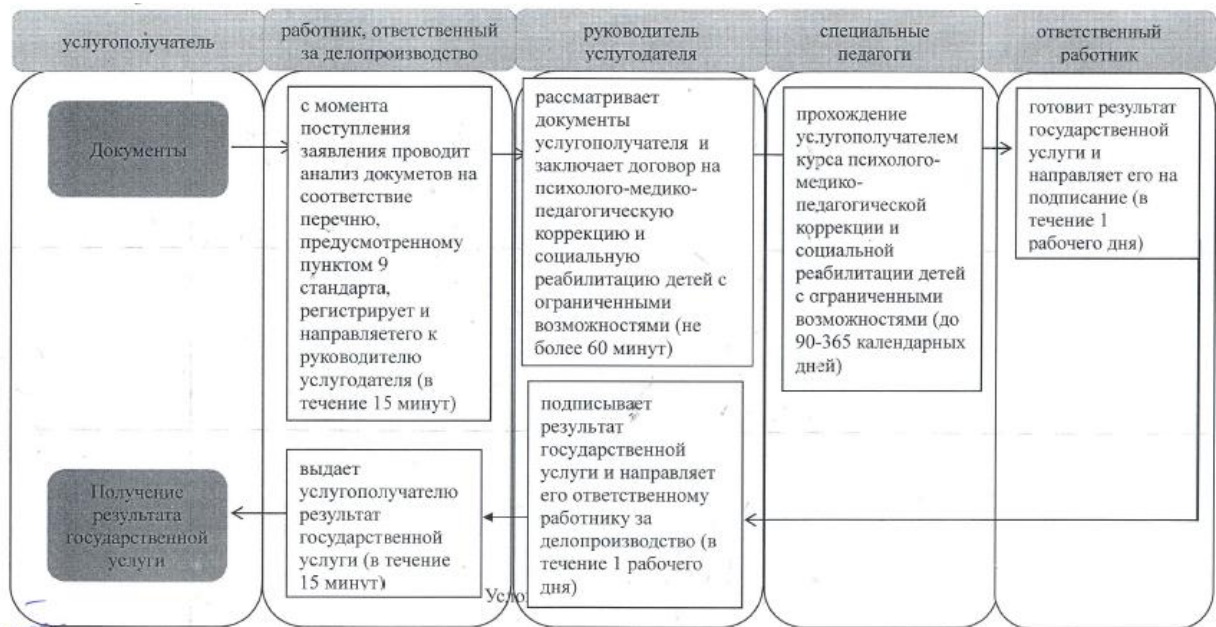 услугополучатель
работник, ответственный
за делопроизводство
руководитель
услугодателя
специальные
педагоги
ответственный
работник
Документы
с момента
поступления
заявления проводит
анализ докуметов на
соответствие
перечню,
предусмотренному
пунктом 9
стандарта,
регистрирует и
направляетего к
руководителю
услугодателя (в
течение 15 минут)
рассматривает
документы
услугополучателя и
заключает договор на
психолого-медико-
педагогическую
коррекцию и
социальную
реабилитацию детей с
ограниченными
возможностями (не
более 60 минут)
прохождение
услугополучателем
курса психолого-
медико-
педагогической
коррекции и
социальной
реабилитации детей
с ограниченными
возможностями (до
90-365 календарных
дней)
готовит результат
государственной
услуги и
направляет его на
подписание (в
течение 1
рабочего дня)
Получение
результата
государственной
услуги
выдает
услугополучателю
результат
государственной
услуги (в течение
15 минут)
подписывает
результат
государственной
услуги и направляет
его ответственному
работнику за
делопроизводство (в
течение 1 рабочего
дня)